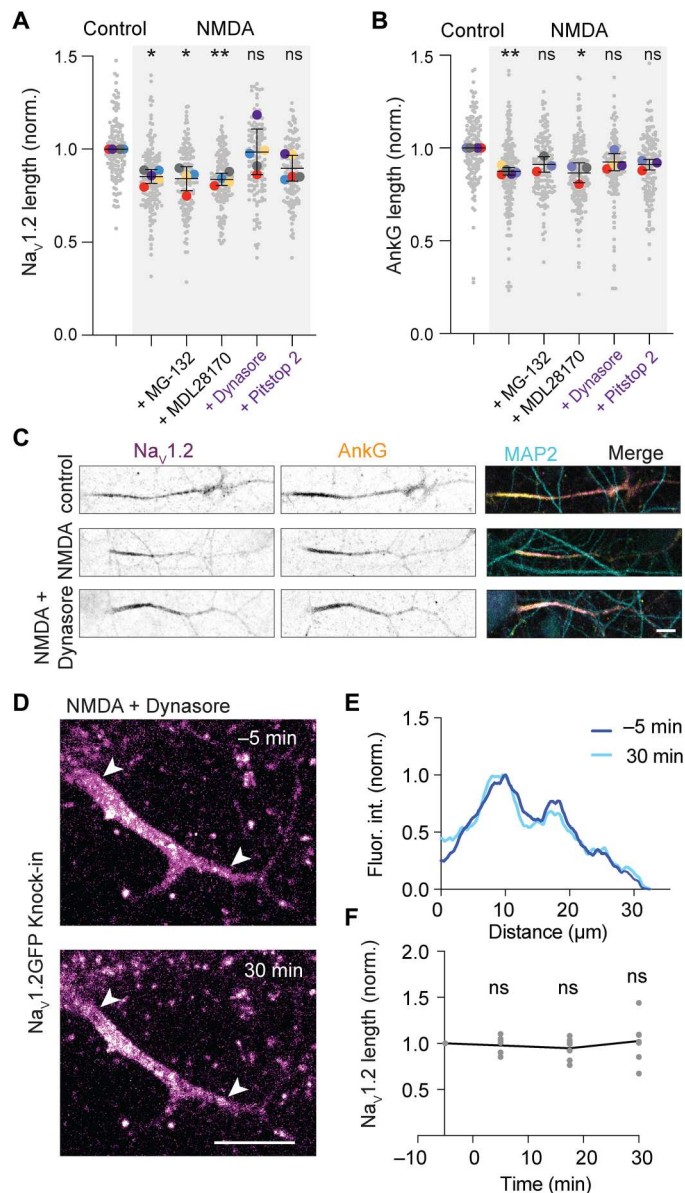 A
Control NMDA
* * ** ns ns
Na_V1.2 length (norm.)
1.5
1.0
0.5
0.0
+ MG-132
+ MDL28170
+ Dynasore
+ Pitstop 2
B
Control NMDA
** ns * ns ns
AnkG length (norm.)
1.5
1.0
0.5
0.0
+ MG-132
+ MDL28170
+ Dynasore
+ Pitstop 2
C
Na_V1.2 AnkG MAP2 Merge
control
NMDA
NMDA +
Dynasore
D
NMDA + Dynasore
Na_V1.2GFP Knock-in
–5 min
30 min
E
Fluor. int. (norm.)
1.5
1.0
0.5
0.0
–5 min
30 min
0 10 20 30
Distance (µm)
F
Na_V1.2 length (norm.)
2.0
1.5
1.0
0.5
ns ns ns
–10 0 10 20 30
Time (min)